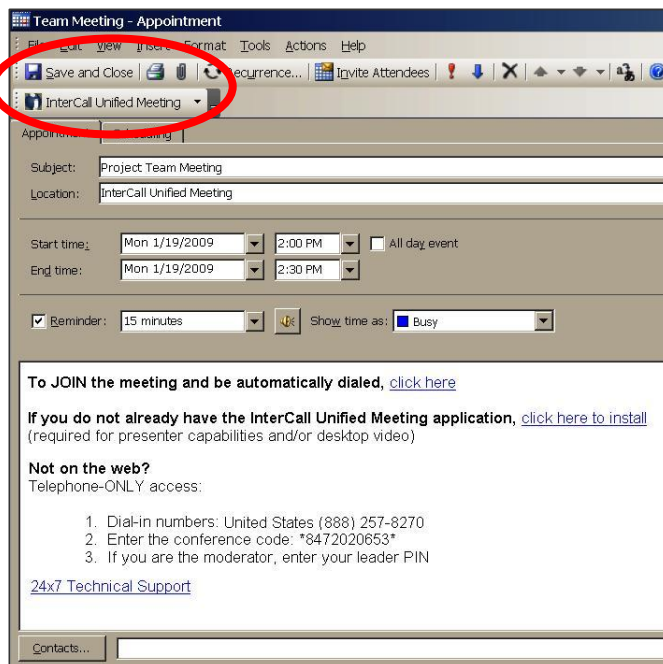 Team Meeting - Appointment
File Edit View Insert Format Tools Actions Help
Save and Close Recurrence... Invite Attendees
InterCall Unified Meeting
Appointment Scheduling
Subject: Project Team Meeting
Location: InterCall Unified Meeting
Start time: Mon 1/19/2009 2:00 PM All day event
End time: Mon 1/19/2009 2:30 PM
Reminder: 15 minutes Show time as: Busy
To JOIN the meeting and be automatically dialed, click here
If you do not already have the InterCall Unified Meeting application, click here to install
(required for presenter capabilities and/or desktop video)
Not on the web?
Telephone-ONLY access:
1. Dial-in numbers: United States (888) 257-8270
2. Enter the conference code: *8472020653*
3. If you are the moderator, enter your leader PIN
24x7 Technical Support
Contacts...